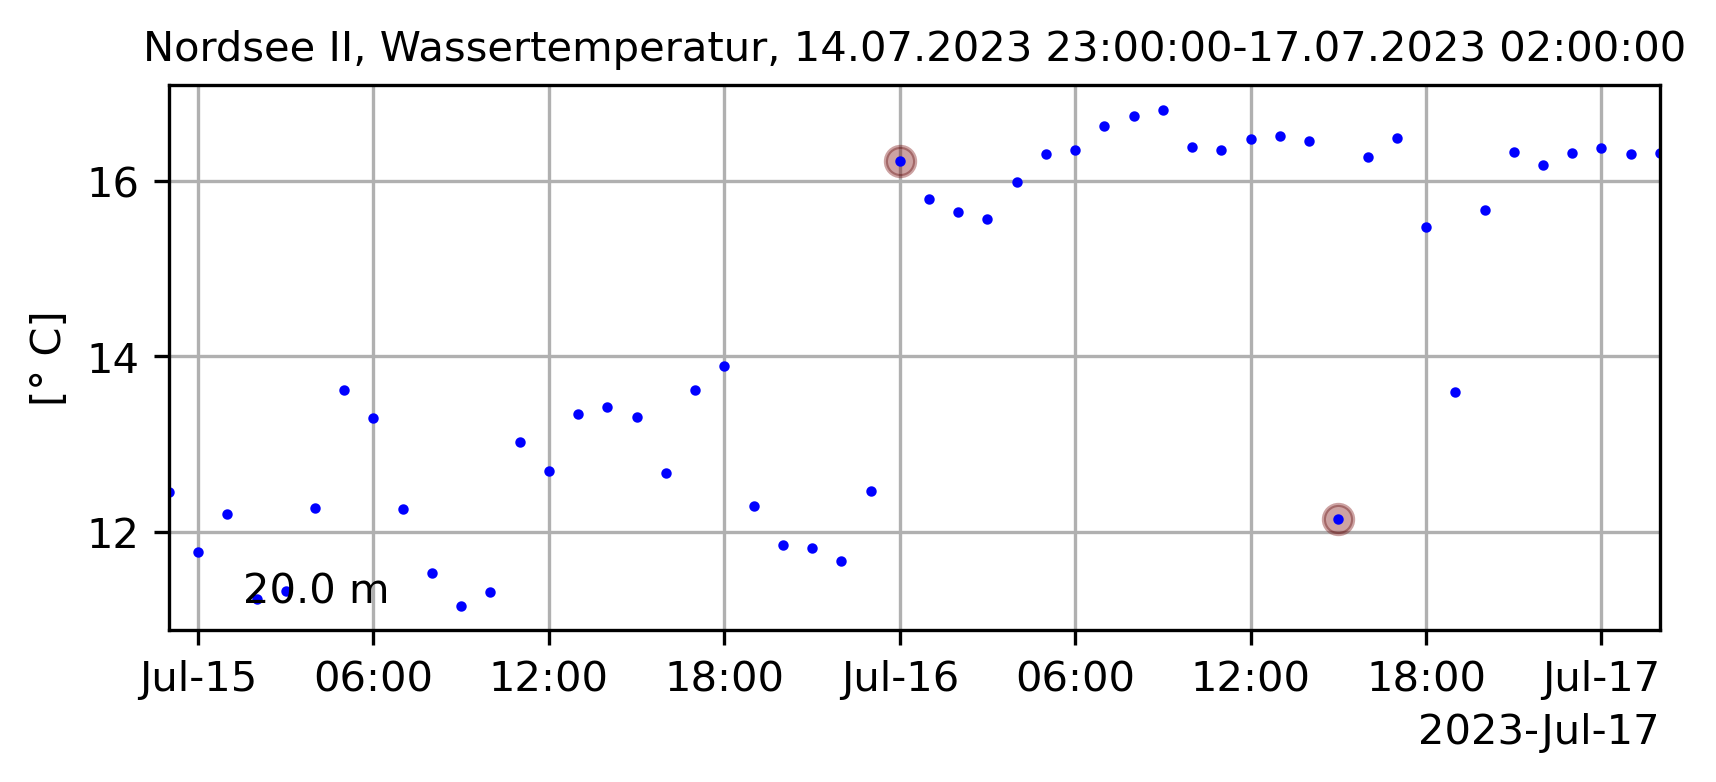 Nordsee II, Wassertemperatur, 14.07.2023 23:00:00-17.07.2023 02:00:00
[° C]
16
14
12
20.0 m
Jul-15 06:00 12:00 18:00 Jul-16 06:00 12:00 18:00 Jul-17
2023-Jul-17